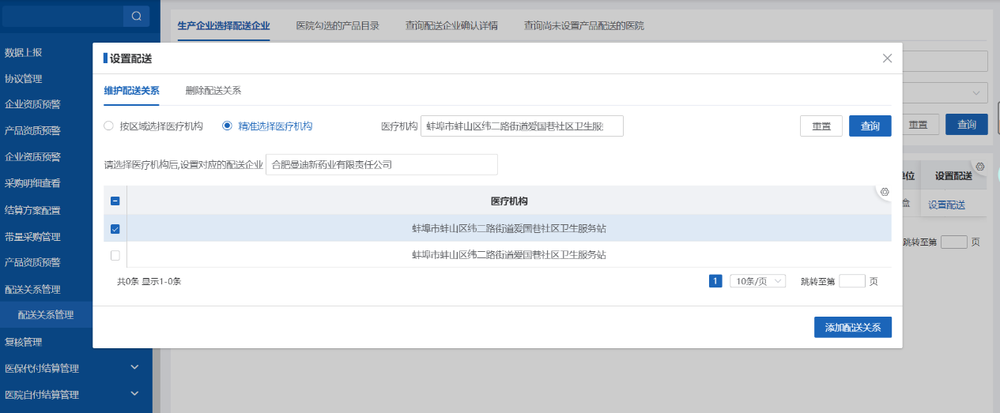 数据上报
协议管理
企业资质预警
产品资质预警
企业资质预警
采购明细查看
结算方案配置
带量采购管理
产品资质预警
配送关系管理
配送关系管理
复核管理
医保代付结算管理
医院自付结算管理
生产企业选择配送企业 医院勾选的产品目录 查询配送企业确认详情 查询尚未设置产品配送的医院
设置配送
维护配送关系 删除配送关系
按区域选择医疗机构 精准选择医疗机构 医疗机构 蚌埠市蚌山区纬二路街道爱国巷社区卫生服 重置 查询
请选择医疗机构后,设置对应的配送企业 合肥曼迪新药业有限责任公司
医疗机构
蚌埠市蚌山区纬二路街道爱国巷社区卫生服务站
蚌埠市蚌山区纬二路街道爱国巷社区卫生服务站
共0条 显示1-0条 1 10条/页 跳转至第 页
添加配送关系
重置 查询
位 设置配送
盒 设置配送
跳转至第 页